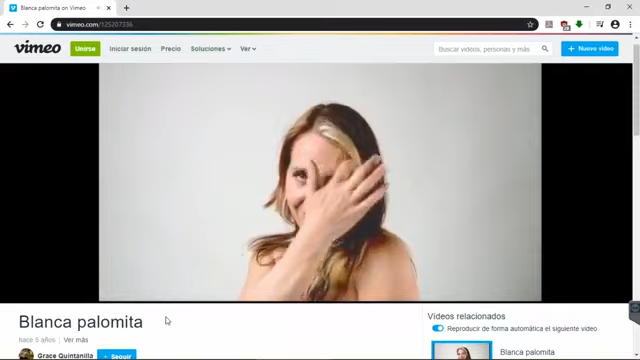 Blanca palomita on Vimeo
vimeo.com/125207336
vimeo
Unirse
Iniciar sesión
Precio
Soluciones
Ver
Buscar videos, personas y más
+ Nuevo video
Blanca palomita
hace 5 años
Ver más
Grace Quintanilla
+ Seguir
Vídeos relacionados
Reproducir de forma automática el siguiente video
Blanca palomita